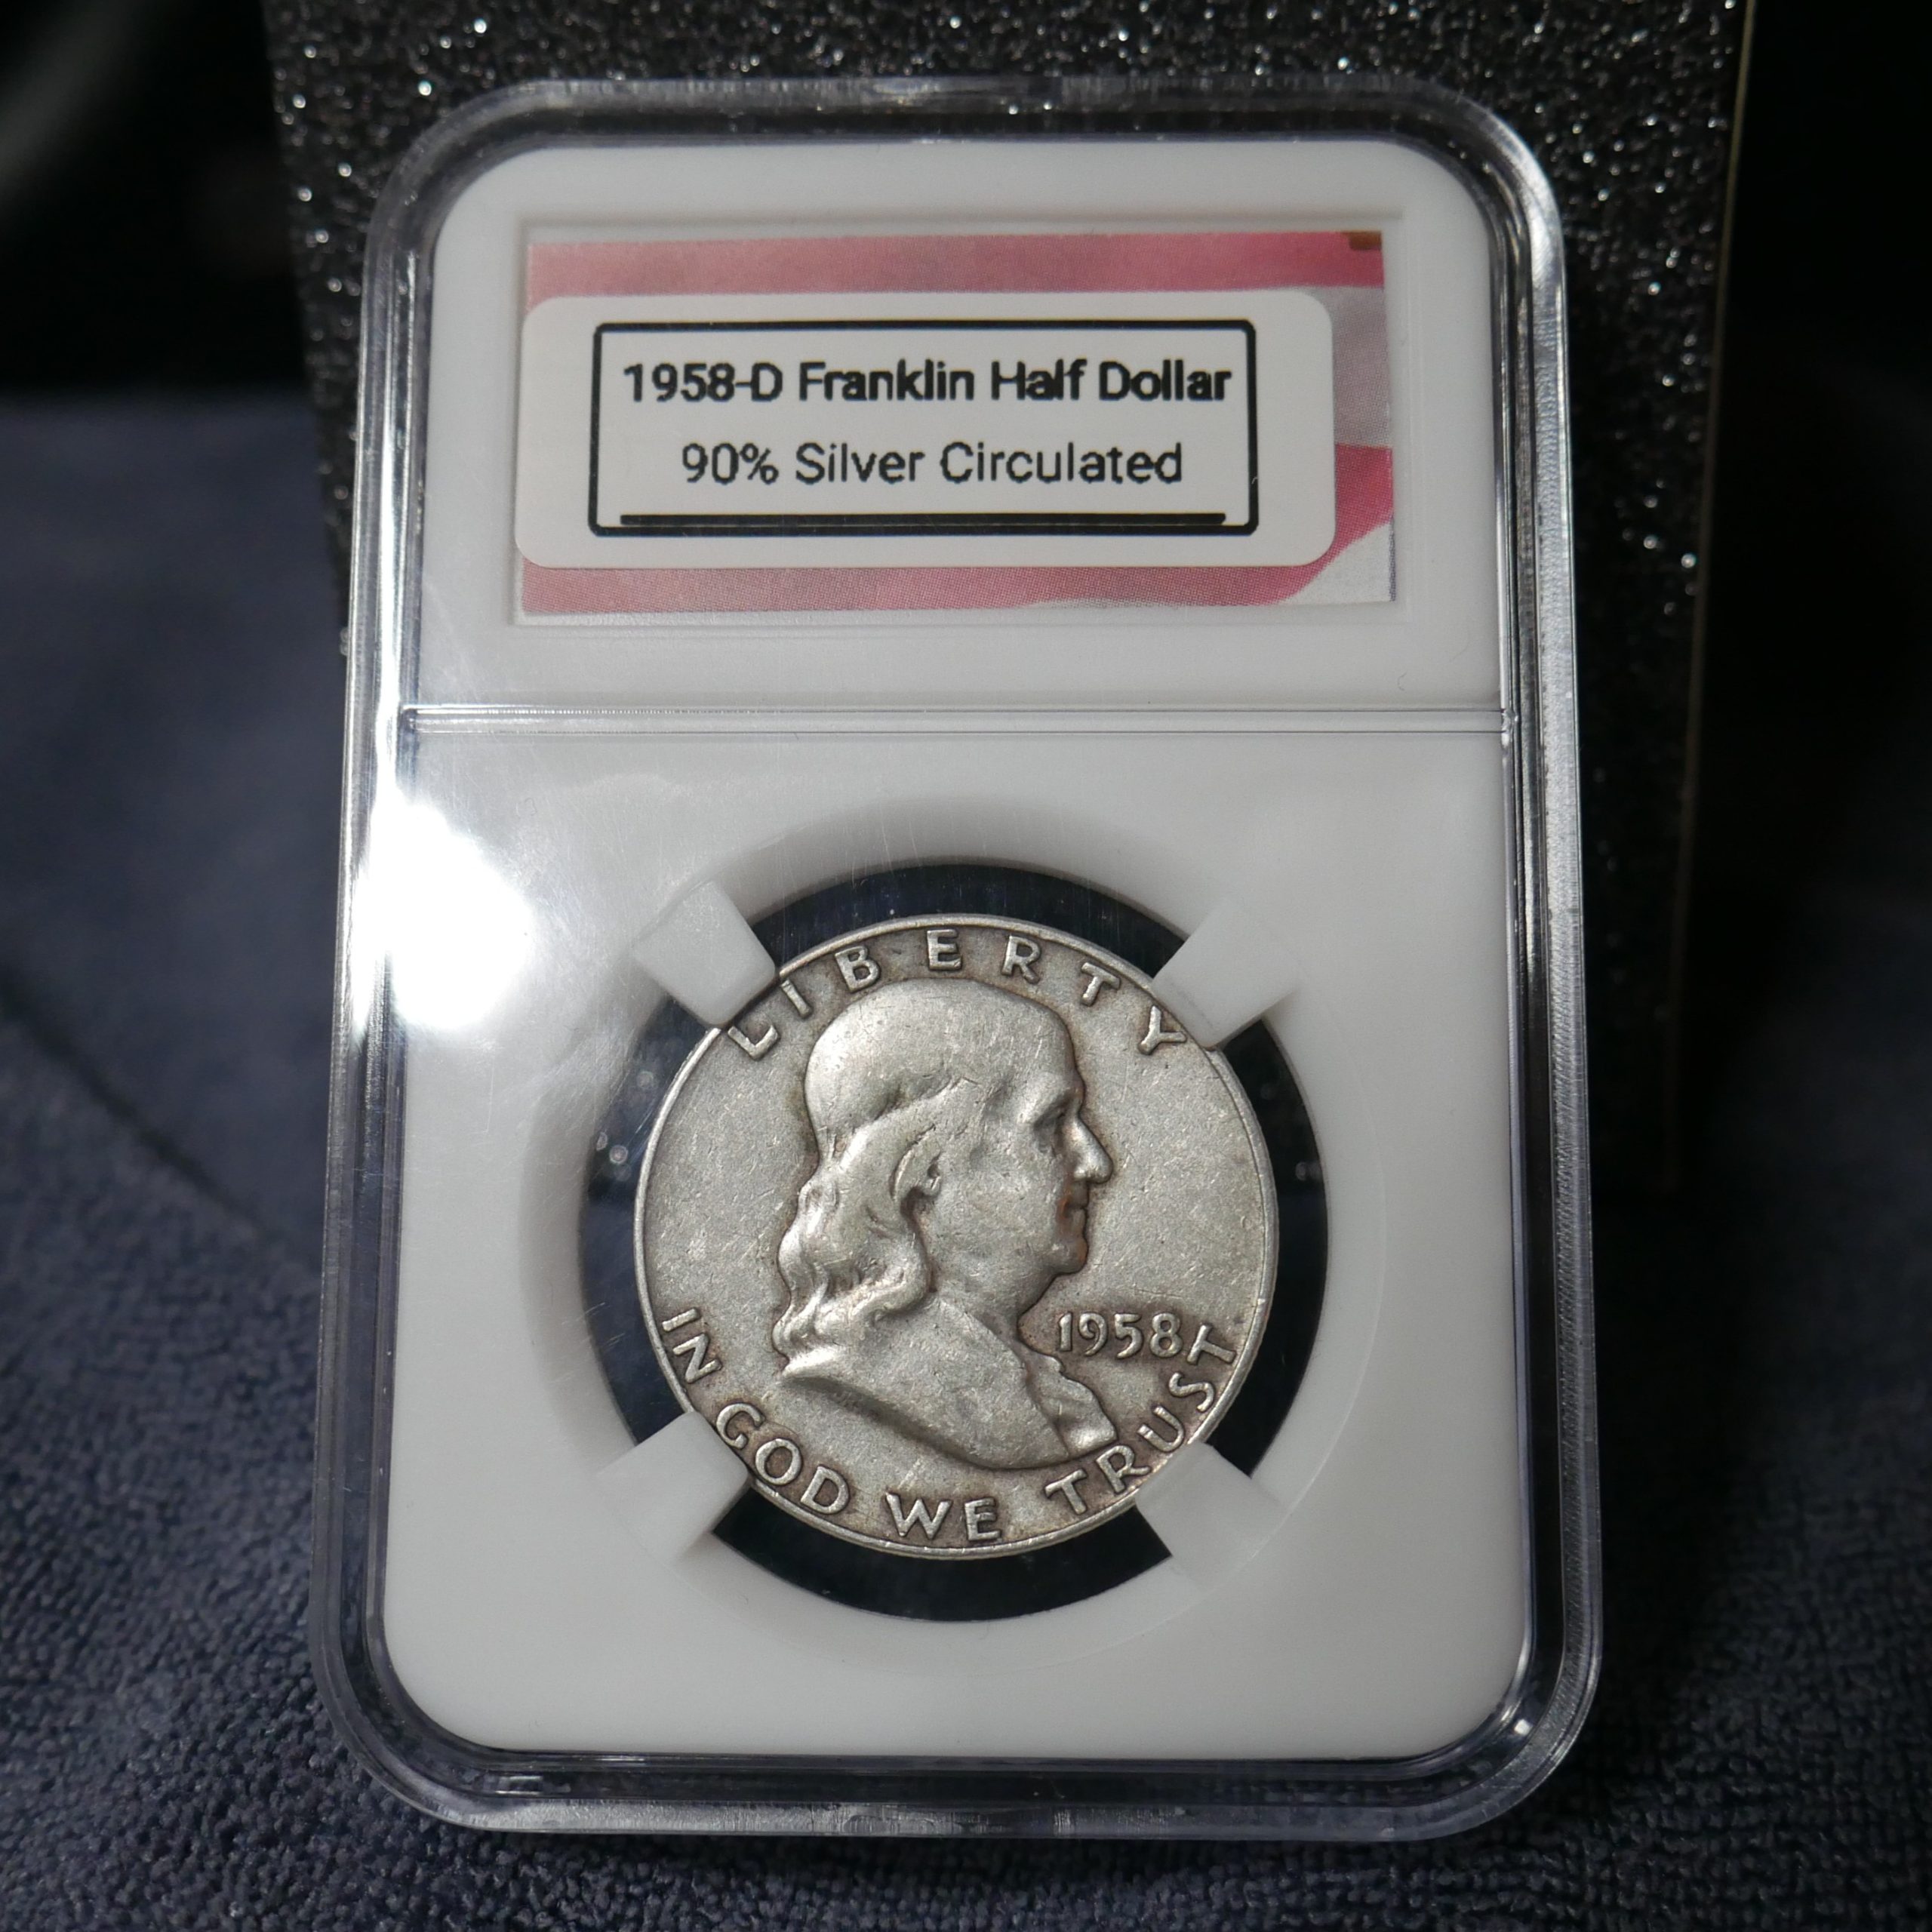 1958-D Franklin Half Dollar
90% Silver Circulated
LIBERTY
1958
IN GOD WE TRUST